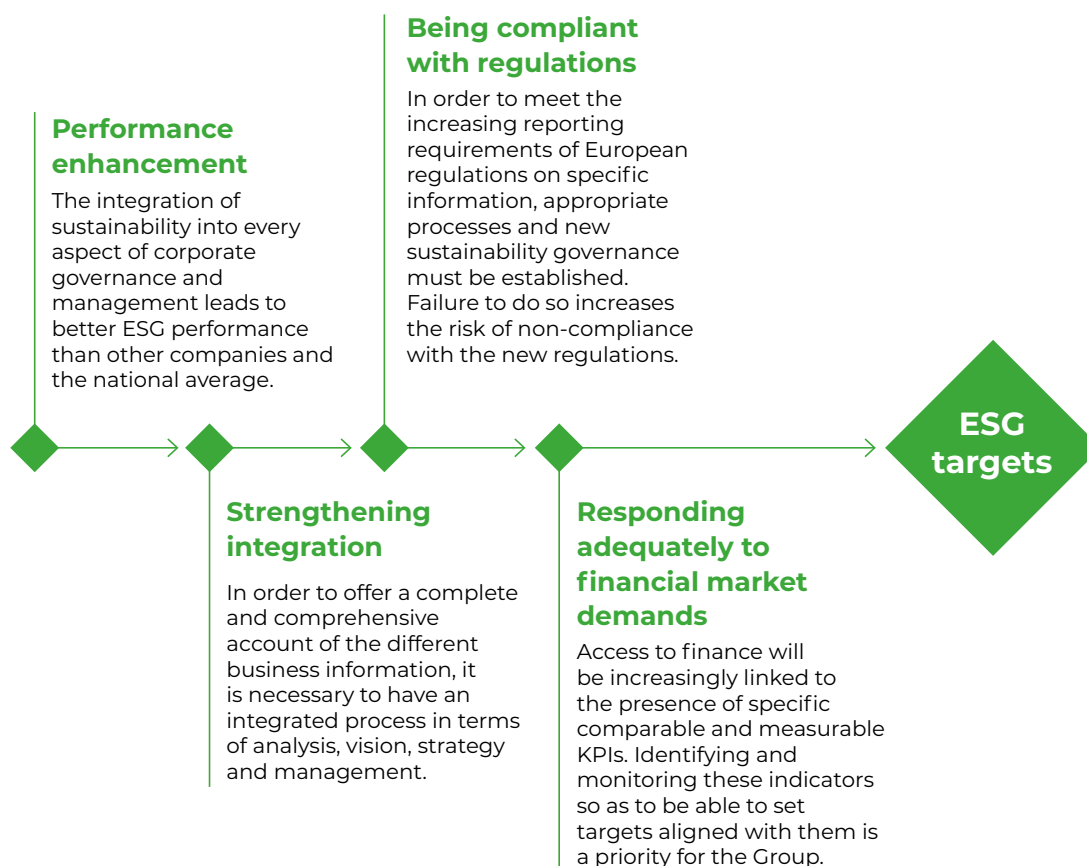 Performance
enhancement
The integration of
sustainability into every
aspect of corporate
governance and
management leads to
better ESG performance
than other companies and
the national average.
Strengthening
integration
In order to offer a complete
and comprehensive
account of the different
business information, it
is necessary to have an
integrated process in terms
of analysis, vision, strategy
and management.
Being compliant
with regulations
In order to meet the
increasing reporting
requirements of European
regulations on specific
information, appropriate
processes and new
sustainability governance
must be established.
Failure to do so increases
the risk of non-compliance
with the new regulations.
Responding
adequately to
financial market
demands
Access to finance will
be increasingly linked to
the presence of specific
comparable and measurable
KPIs. Identifying and
monitoring these indicators
so as to be able to set
targets aligned with them is
a priority for the Group.
ESG
targets